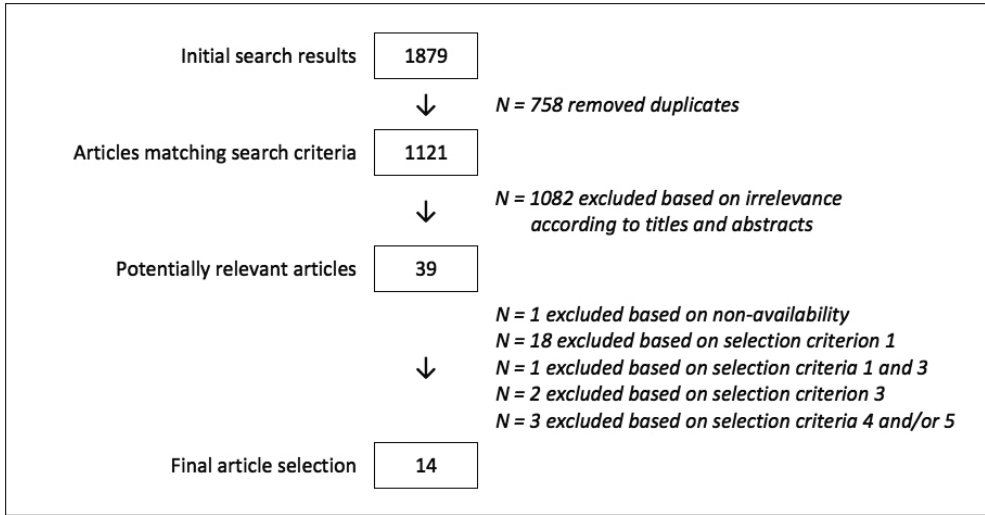 Initial search results 1879
↓ N = 758 removed duplicates
Articles matching search criteria 1121
N = 1082 excluded based on irrelevance
↓ according to titles and abstracts
Potentially relevant articles 39
N = 1 excluded based on non-availability
N = 18 excluded based on selection criterion 1
↓ N = 1 excluded based on selection criteria 1 and 3
N = 2 excluded based on selection criterion 3
N = 3 excluded based on selection criteria 4 and/or 5
Final article selection 14